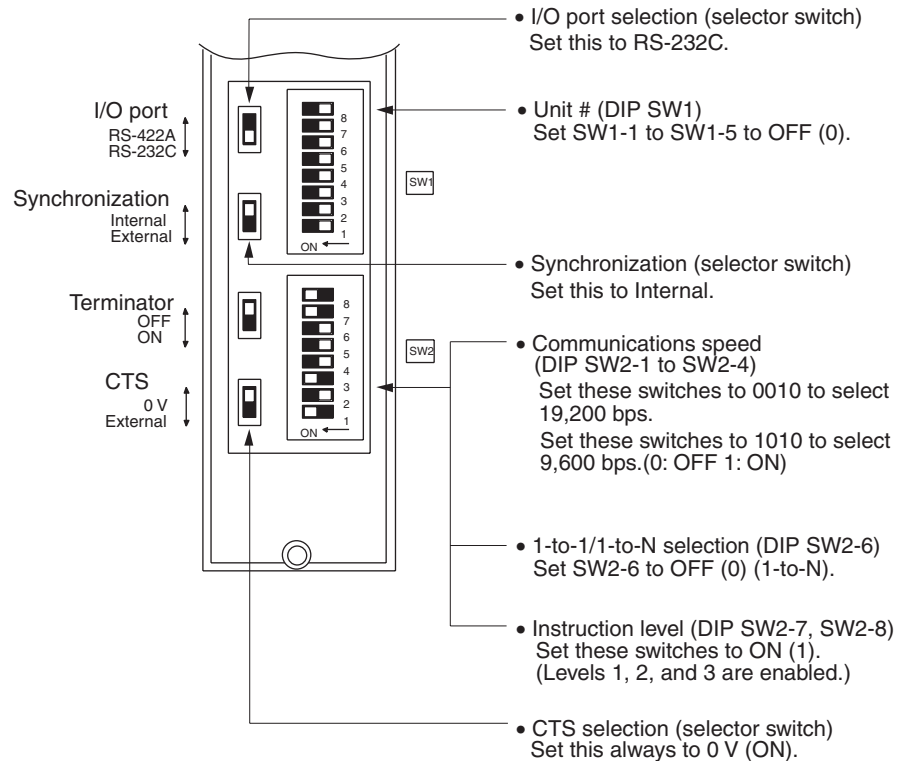 • I/O port selection (selector switch)
Set this to RS-232C.
I/O port
RS-422A
RS-232C
• Unit # (DIP SW1)
Set SW1-1 to SW1-5 to OFF (0).
8
7
6
5
4
3
2
1
ON
SW1
Synchronization
Internal
External
• Synchronization (selector switch)
Set this to Internal.
Terminator
OFF
ON
8
7
6
5
4
3
2
1
ON
SW2
CTS
0 V
External
• Communications speed
(DIP SW2-1 to SW2-4)
Set these switches to 0010 to select
19,200 bps.
Set these switches to 1010 to select
9,600 bps.(0: OFF 1: ON)
• 1-to-1/1-to-N selection (DIP SW2-6)
Set SW2-6 to OFF (0) (1-to-N).
• Instruction level (DIP SW2-7, SW2-8)
Set these switches to ON (1).
(Levels 1, 2, and 3 are enabled.)
• CTS selection (selector switch)
Set this always to 0 V (ON).